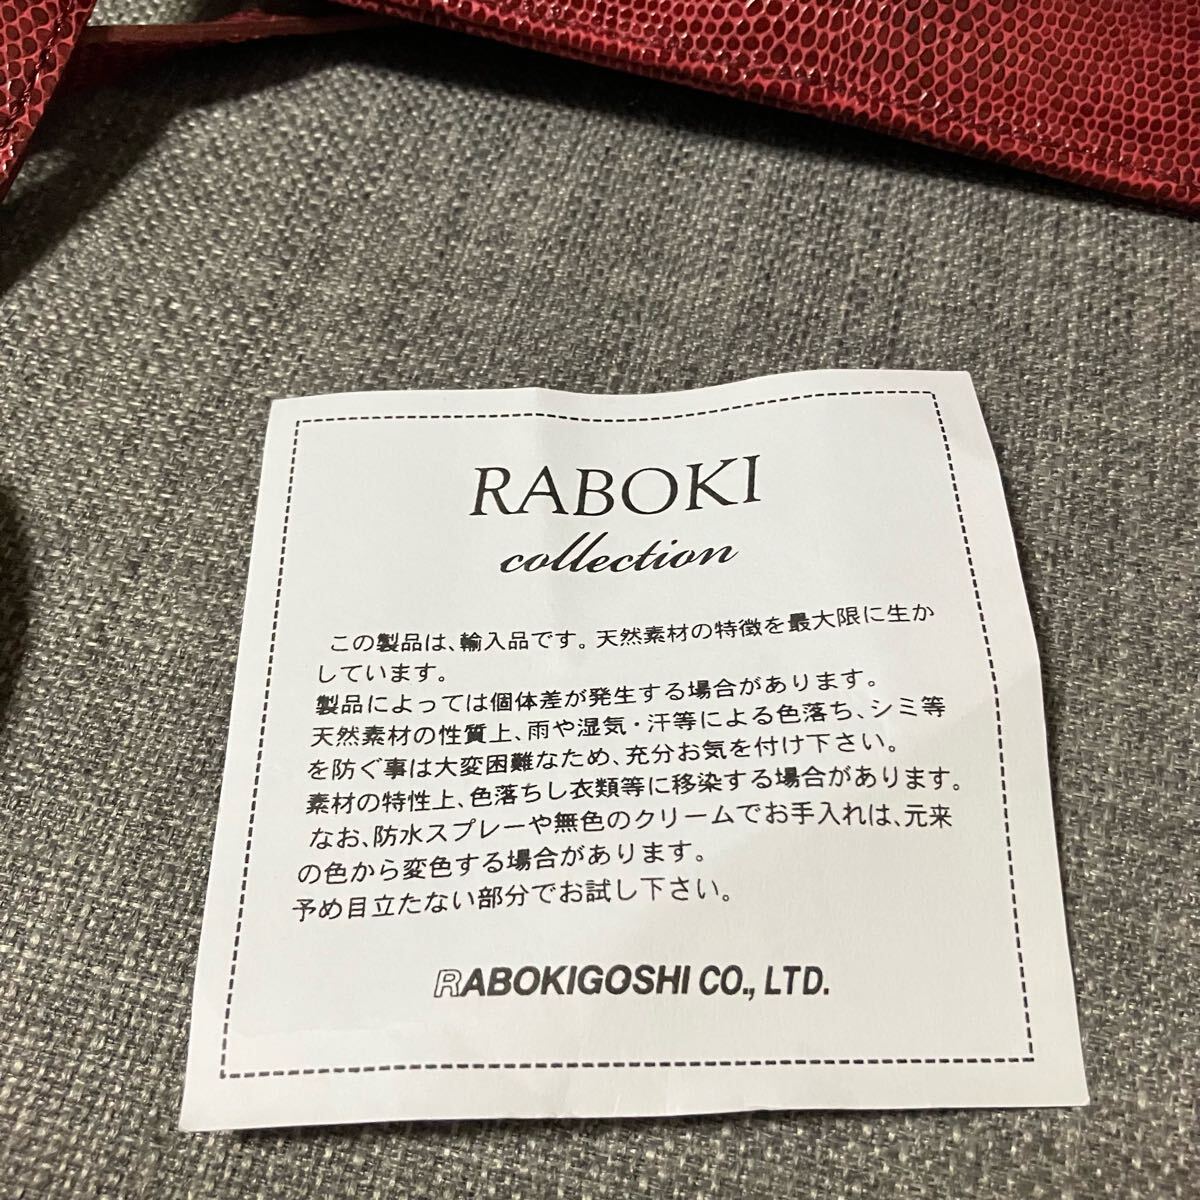 RABOKI
collection
この製品は、輸入品です。天然素材の特徴を最大限に生か
しています。
製品によっては個体差が発生する場合があります。
天然素材の性質上、雨や湿気・汗等による色落ち、シミ等
を防ぐ事は大変困難なため、充分お気を付け下さい。
素材の特性上、色落ちし衣類等に移染する場合があります。
なお、防水スプレーや無色のクリームでお手入れは、元来
の色から変色する場合があります。
予め目立たない部分でお試し下さい。
RABOKIGOSHI CO., LTD.